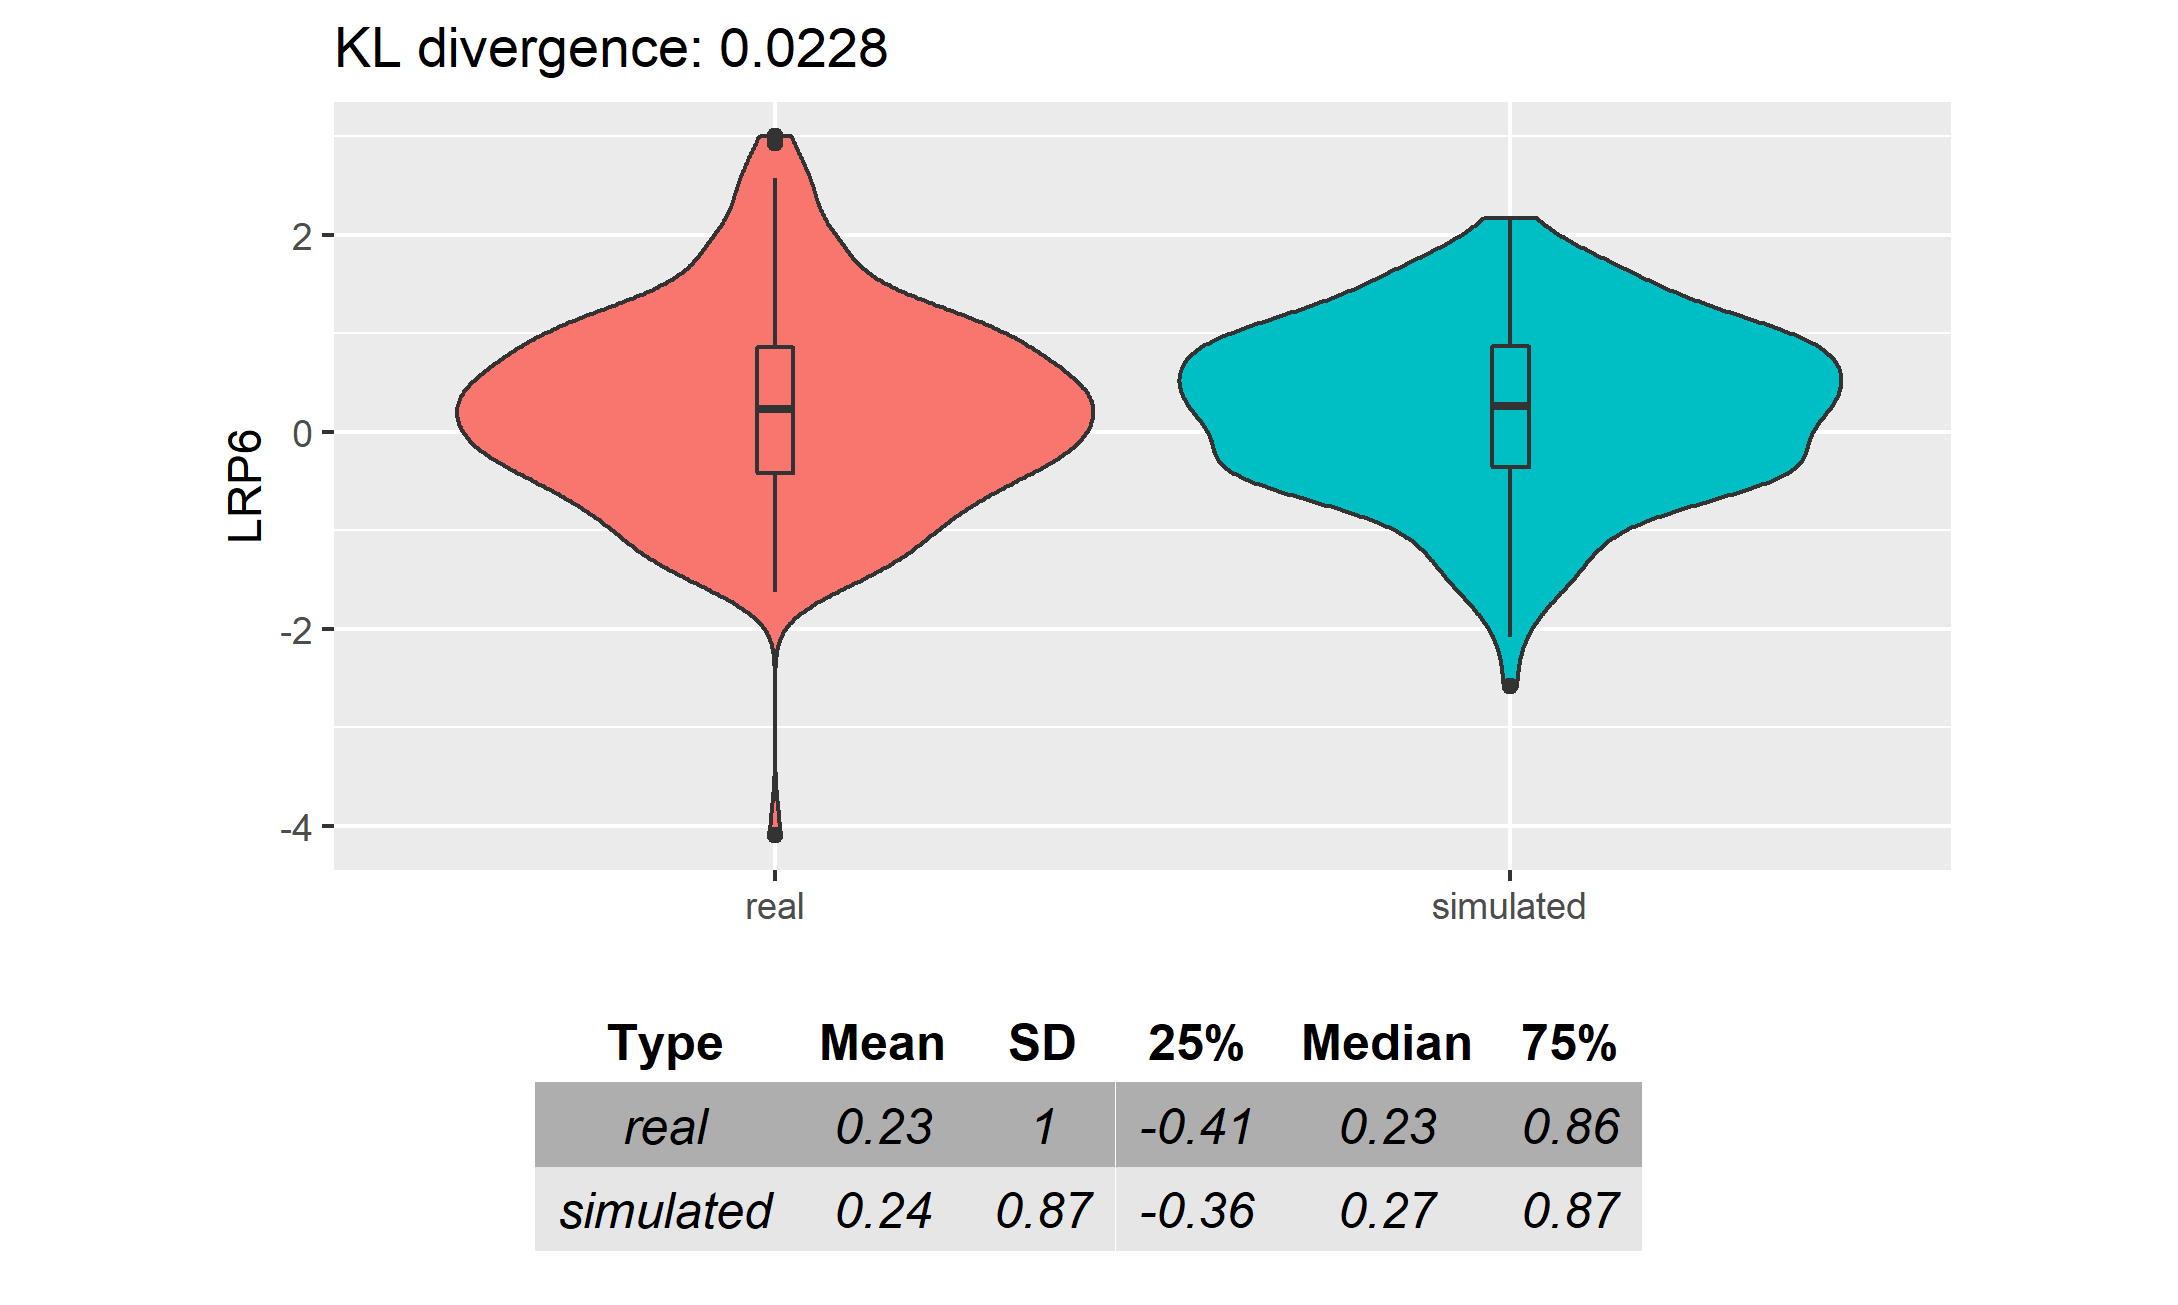 KL divergence: 0.0228
LRP6
2
0
-2
-4
real simulated
Type Mean SD 25% Median 75%
real 0.23 1 -0.41 0.23 0.86
simulated 0.24 0.87 -0.36 0.27 0.87